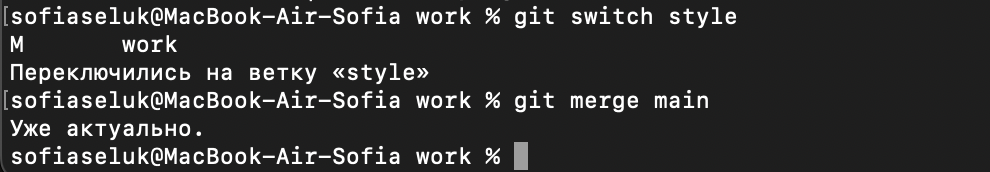 [sofiaseluk@MacBook-Air-Sofia work % git switch style
M       work
Переключились на ветку «style»
[sofiaseluk@MacBook-Air-Sofia work % git merge main
Уже актуально.
sofiaseluk@MacBook-Air-Sofia work %